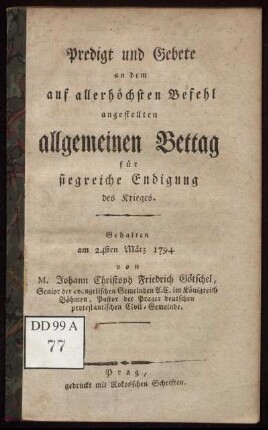 Predigt und Gebete
an dem
auf allerhöchsten Befehl
angestellten
allgemeinen Bettag
für
siegreiche Endigung
des Krieges.
Gehalten
am 24sten März 1794
von
M. Johann Christoph Friedrich Götschel,
Senior der evangelischen Gemeinden A.C. im Königreich
Böhmen, Pastor der Prager deutschen
protestantischen Civil-Gemeinde.
DD 99 A
77
Prag,
gedruckt mit Rokosschen Schriften.